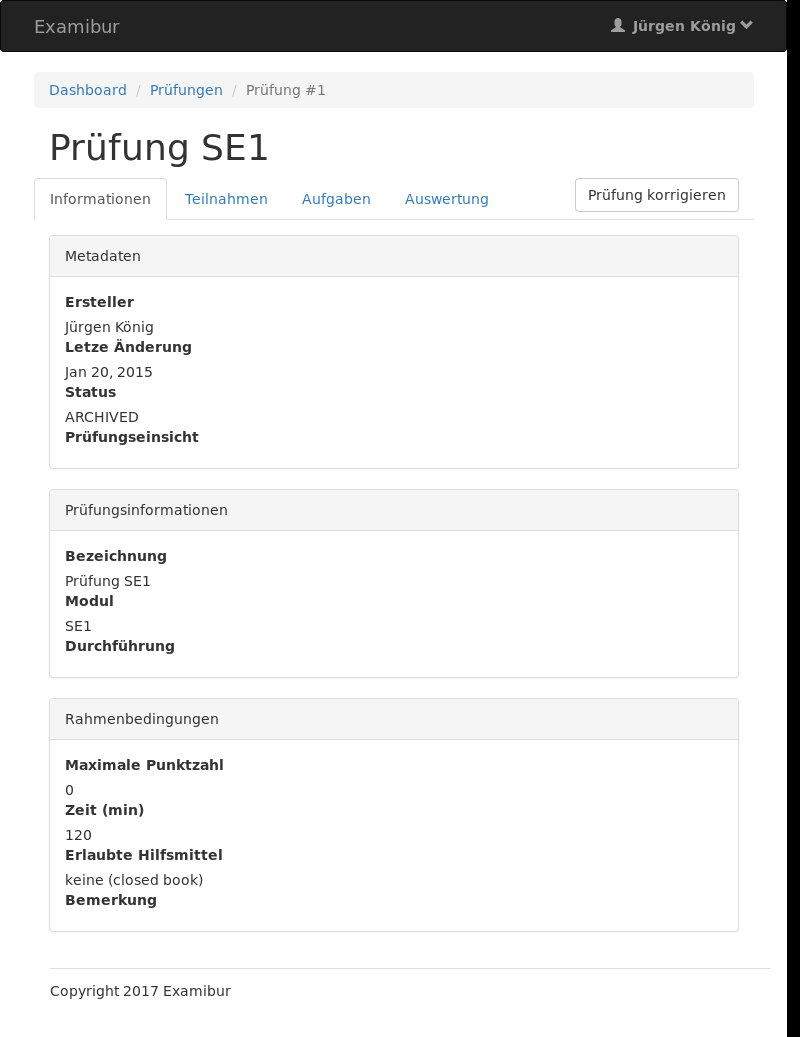 Examibur
Jürgen König
Dashboard / Prüfungen / Prüfung #1
Prüfung SE1
Informationen Teilnahmen Aufgaben Auswertung Prüfung korrigieren
Metadaten
Ersteller
Jürgen König
Letze Änderung
Jan 20, 2015
Status
ARCHIVED
Prüfungseinsicht
Prüfungsinformationen
Bezeichnung
Prüfung SE1
Modul
SE1
Durchführung
Rahmenbedingungen
Maximale Punktzahl
0
Zeit (min)
120
Erlaubte Hilfsmittel
keine (closed book)
Bemerkung
Copyright 2017 Examibur